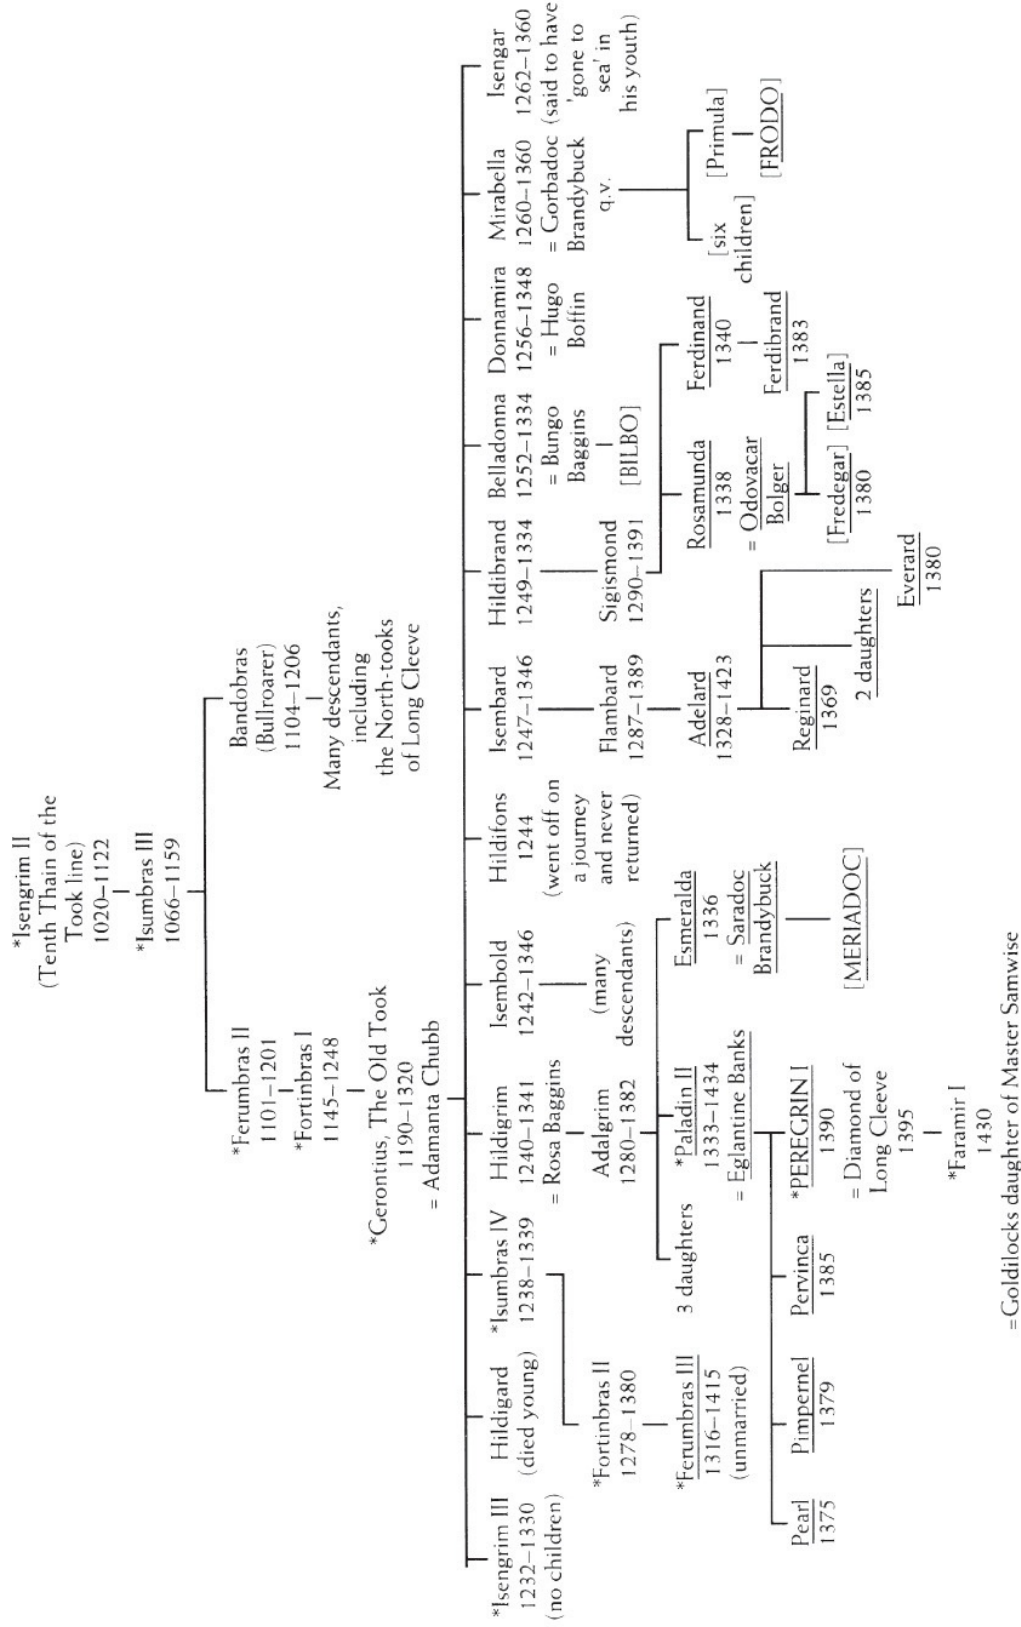 *Isengrim II
(Tenth Thain of the
Took line)
1020–1122
*Isumbras III
1066–1159
*Ferumbras II
1101–1201
*Fortinbras I
1145–1248
*Gerontius, The Old Took
1190–1320
= Adamanta Chubb
Bandobras
(Bullroarer)
1104–1206
Many descendants,
including
the North-tooks
of Long Cleeve
*Isengrim III
1232–1330
(no children)
Hildigard
(died young)
*Isumbras IV
1238–1339
Hildigrim
1240–1341
= Rosa Baggins
Isembold
1242–1346
(many
descendants)
Hildifons
1244
(went off on
a journey
and never
returned)
Isembard
1247–1346
Hildibrand
1249–1334
Belladonna
1252–1334
= Bungo
Baggins
[BILBO]
Donnamira
1256–1348
= Hugo
Boffin
Mirabella
1260–1360
= Gorbadoc
Brandybuck
q.v.
Isengar
1262–1360
(said to have
'gone to
sea' in
his youth)
*Fortinbras II
1278–1380
*Ferumbras III
1316–1415
(unmarried)
Adalgrim
1280–1382
3 daughters
*Paladin II
1333–1434
= Eglantine Banks
Esmeralda
1336
= Saradoc
Brandybuck
[MERIADOC]
Flambard
1287–1389
Adelard
1328–1423
Reginard
1369
2 daughters
Everard
1380
Sigismond
1290–1391
Rosamunda
1338
= Odovacar
Bolger
[Fredegar]
1380
[Estella]
1385
Ferdinand
1340
Ferdibrand
1383
[six
children]
[Primula]
[FRODO]
Pearl
1375
Pimpernel
1379
Pervinca
1385
*PEREGRIN I
1390
= Diamond of
Long Cleeve
1395
*Faramir I
1430
=Goldilocks daughter of Master Samwise